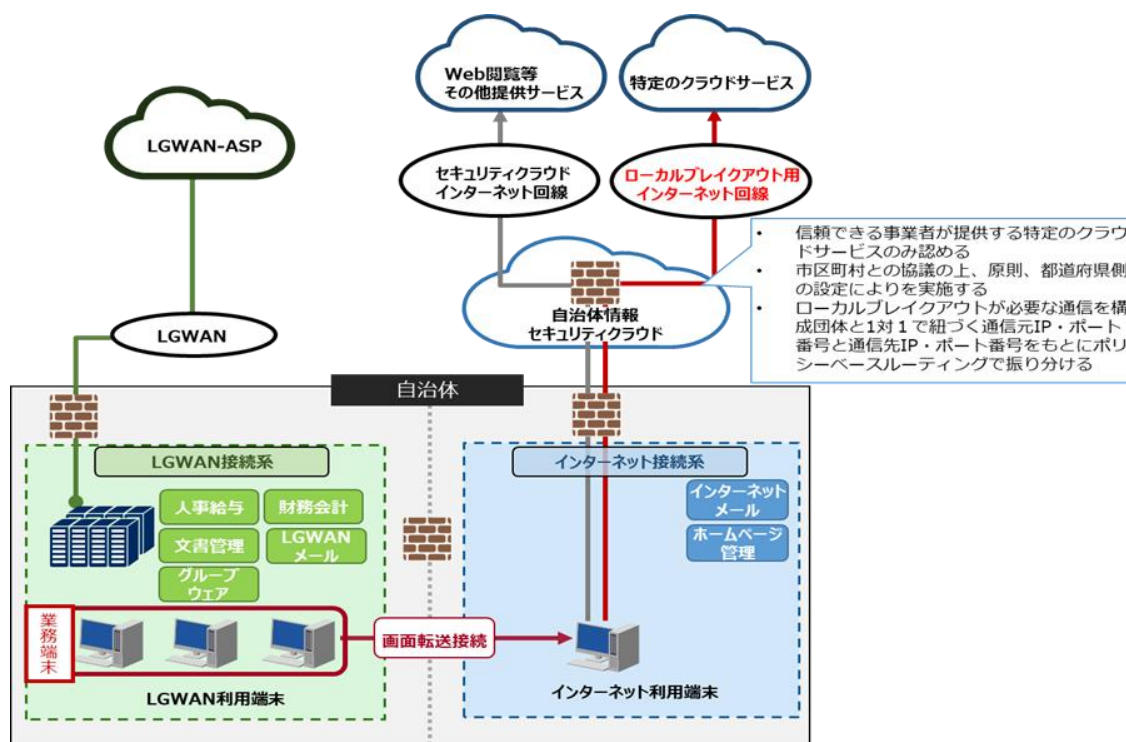 Web閲覧等
その他提供サービス
特定のクラウドサービス
LGWAN-ASP
セキュリティクラウド
インターネット回線
ローカルブレイクアウト用
インターネット回線
• 信頼できる事業者が提供する特定のクラウ
ドサービスのみ認める
• 市区町村との協議の上、原則、都道府県側
の設定によりを実施する
• ローカルブレイクアウトが必要な通信を構
成団体と1対１で紐づく通信元IP・ポート
番号と通信先IP・ポート番号をもとにポリ
シーベースルーティングで振り分ける
自治体情報
セキュリティクラウド
LGWAN
自治体
LGWAN接続系
インターネット接続系
人事給与
財務会計
文書管理
LGWAN
メール
グループ
ウェア
インターネット
メール
ホームページ
管理
業務端末
画面転送接続
LGWAN利用端末
インターネット利用端末